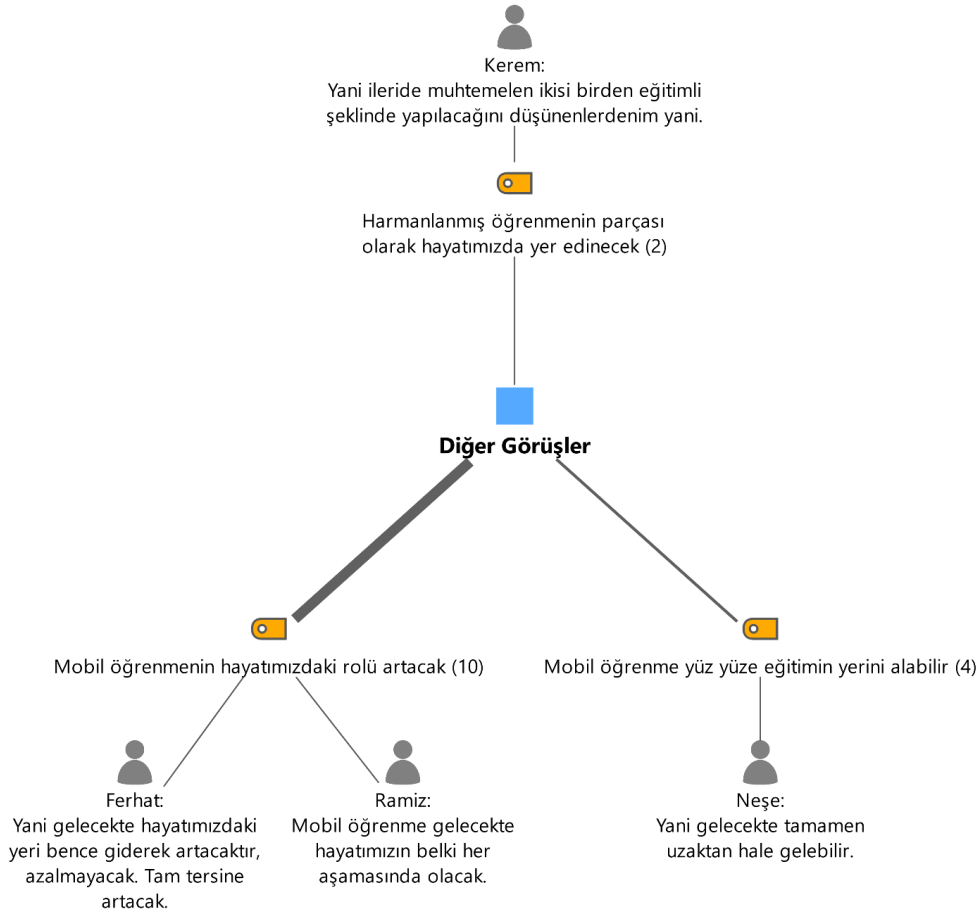 Kerem:
Yani ileride muhtemelen ikisi birden eğitimli
şeklinde yapılacağını düşünenlerdenim yani.
Harmanlanmış öğrenmenin parçası
olarak hayatımızda yer edinecek (2)
Diğer Görüşler
Mobil öğrenmenin hayatımızdaki rolü artacak (10)
Mobil öğrenme yüz yüze eğitimin yerini alabilir (4)
Ferhat:
Yani gelecekte hayatımızdaki
yeri bence giderek artacaktır,
azalmayacak. Tam tersine
artacak.
Ramiz:
Mobil öğrenme gelecekte
hayatımızın belki her
aşamasında olacak.
Neşe:
Yani gelecekte tamamen
uzaktan hale gelebilir.